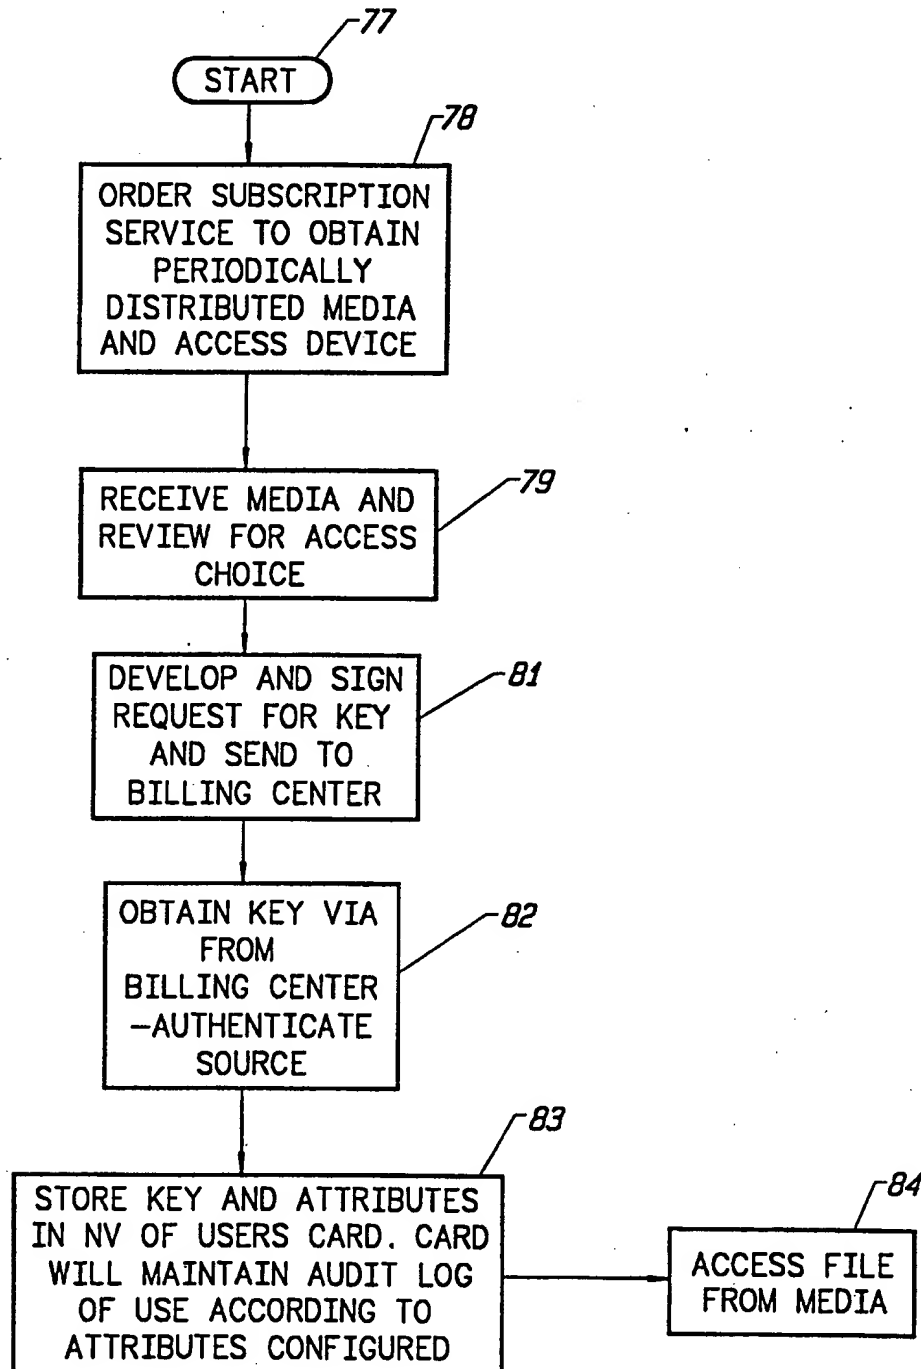 77
START
78
ORDER SUBSCRIPTION
SERVICE TO OBTAIN
PERIODICALLY
DISTRIBUTED MEDIA
AND ACCESS DEVICE
79
RECEIVE MEDIA AND
REVIEW FOR ACCESS
CHOICE
81
DEVELOP AND SIGN
REQUEST FOR KEY
AND SEND TO
BILLING CENTER
82
OBTAIN KEY VIA
FROM
BILLING CENTER
-AUTHENTICATE
SOURCE
83
STORE KEY AND ATTRIBUTES
IN NV OF USERS CARD. CARD
WILL MAINTAIN AUDIT LOG
OF USE ACCORDING TO
ATTRIBUTES CONFIGURED
84
ACCESS FILE
FROM MEDIA